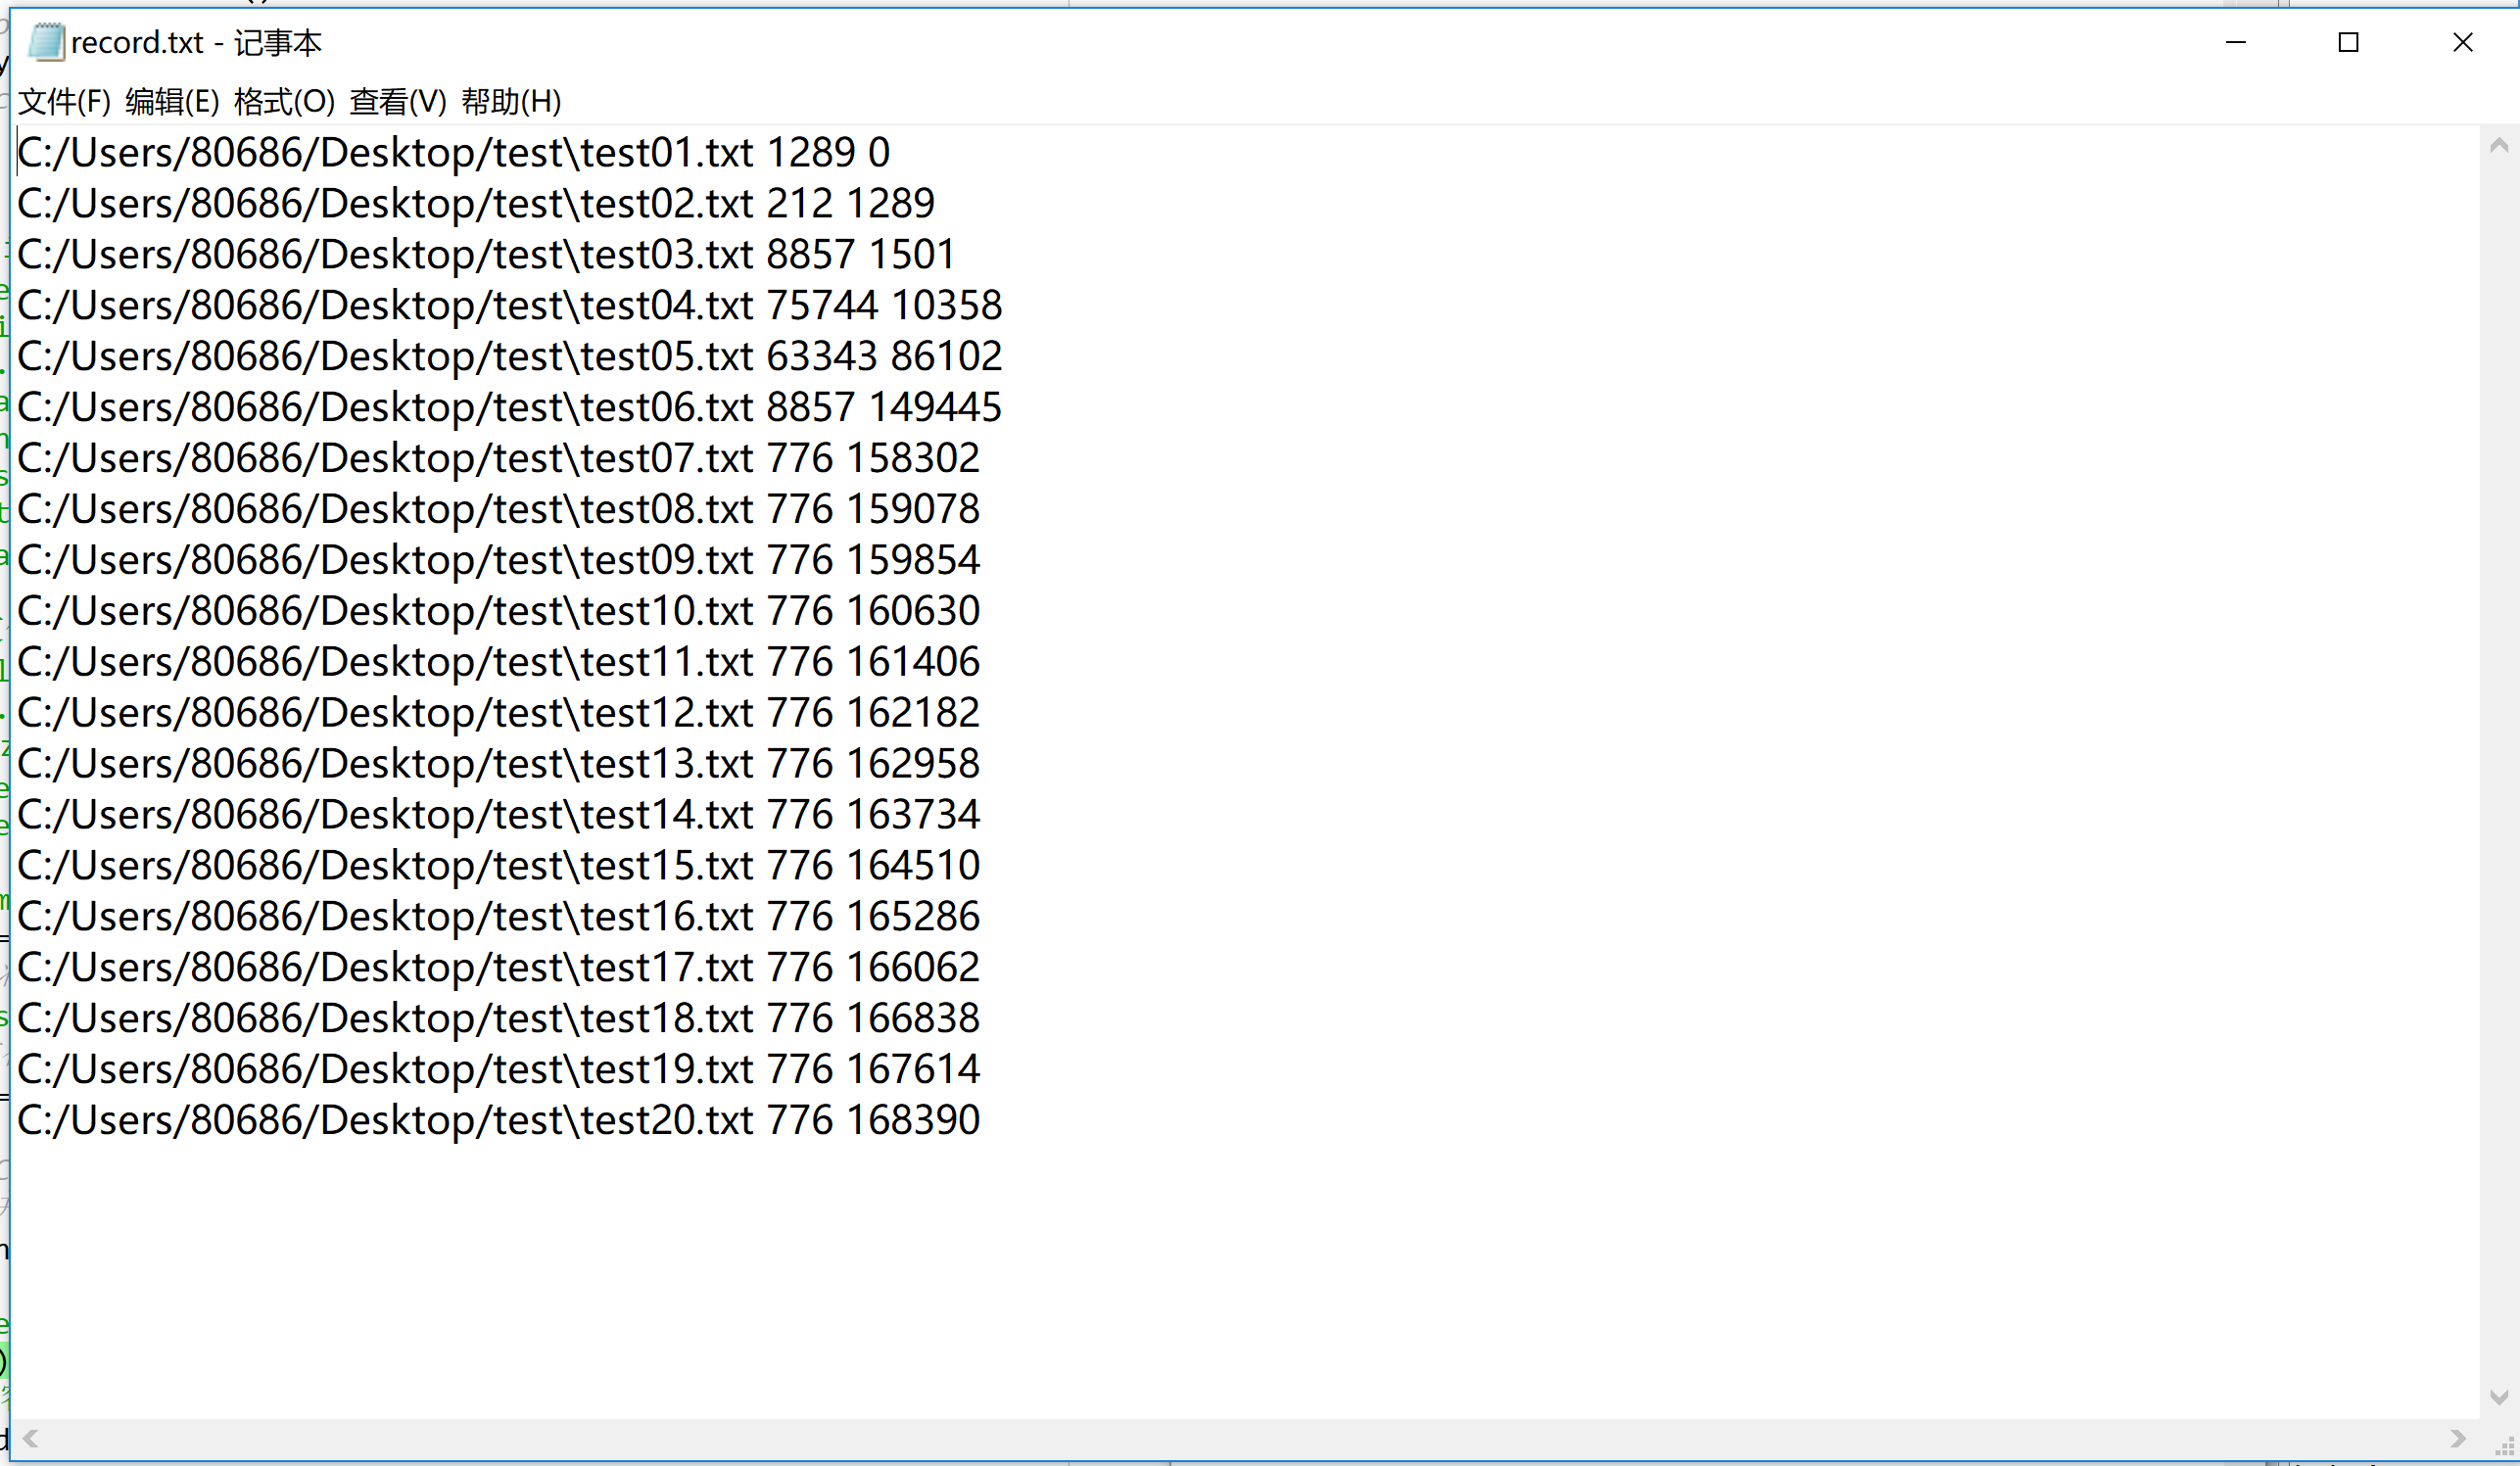 record.txt - 记事本
文件(F) 编辑(E) 格式(O) 查看(V) 帮助(H)
C:/Users/80686/Desktop/test\test01.txt 1289 0
C:/Users/80686/Desktop/test\test02.txt 212 1289
C:/Users/80686/Desktop/test\test03.txt 8857 1501
C:/Users/80686/Desktop/test\test04.txt 75744 10358
C:/Users/80686/Desktop/test\test05.txt 63343 86102
C:/Users/80686/Desktop/test\test06.txt 8857 149445
C:/Users/80686/Desktop/test\test07.txt 776 158302
C:/Users/80686/Desktop/test\test08.txt 776 159078
C:/Users/80686/Desktop/test\test09.txt 776 159854
C:/Users/80686/Desktop/test\test10.txt 776 160630
C:/Users/80686/Desktop/test\test11.txt 776 161406
C:/Users/80686/Desktop/test\test12.txt 776 162182
C:/Users/80686/Desktop/test\test13.txt 776 162958
C:/Users/80686/Desktop/test\test14.txt 776 163734
C:/Users/80686/Desktop/test\test15.txt 776 164510
C:/Users/80686/Desktop/test\test16.txt 776 165286
C:/Users/80686/Desktop/test\test17.txt 776 166062
C:/Users/80686/Desktop/test\test18.txt 776 166838
C:/Users/80686/Desktop/test\test19.txt 776 167614
C:/Users/80686/Desktop/test\test20.txt 776 168390